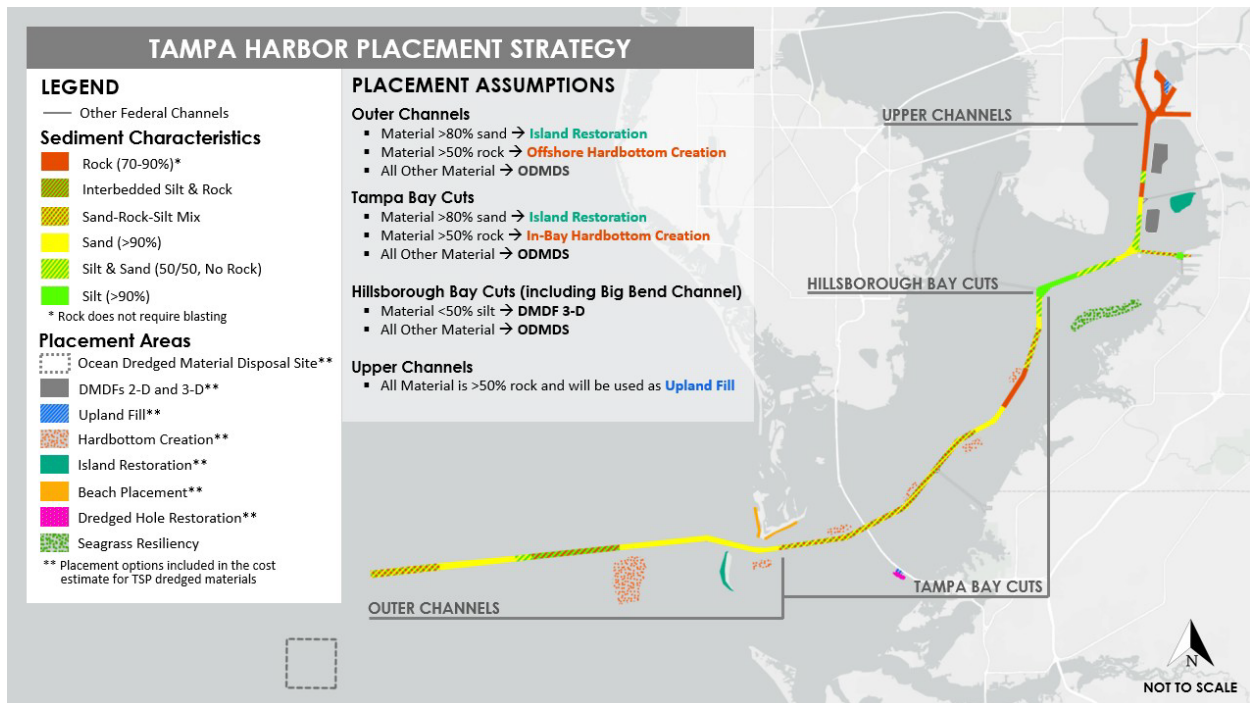 TAMPA HARBOR PLACEMENT STRATEGY
LEGEND
Other Federal Channels
Sediment Characteristics
Rock (70-90%)*
Interbedded Silt & Rock
Sand-Rock-Silt Mix
Sand (>90%)
Silt & Sand (50/50, No Rock)
Silt (>90%)
* Rock does not require blasting
Placement Areas
Ocean Dredged Material Disposal Site**
DMDFs 2-D and 3-D**
Upland Fill**
Hardbottom Creation**
Island Restoration**
Beach Placement**
Dredged Hole Restoration**
Seagrass Resiliency
** Placement options included in the cost
estimate for TSP dredged materials
PLACEMENT ASSUMPTIONS
Outer Channels
▪ Material >80% sand → Island Restoration
▪ Material >50% rock → Offshore Hardbottom Creation
▪ All Other Material → ODMDS
Tampa Bay Cuts
▪ Material >80% sand → Island Restoration
▪ Material >50% rock → In-Bay Hardbottom Creation
▪ All Other Material → ODMDS
Hillsborough Bay Cuts (including Big Bend Channel)
▪ Material <50% silt → DMDF 3-D
▪ All Other Material → ODMDS
Upper Channels
▪ All Material is >50% rock and will be used as Upland Fill
UPPER CHANNELS
HILLSBOROUGH BAY CUTS
TAMPA BAY CUTS
OUTER CHANNELS
N
NOT TO SCALE